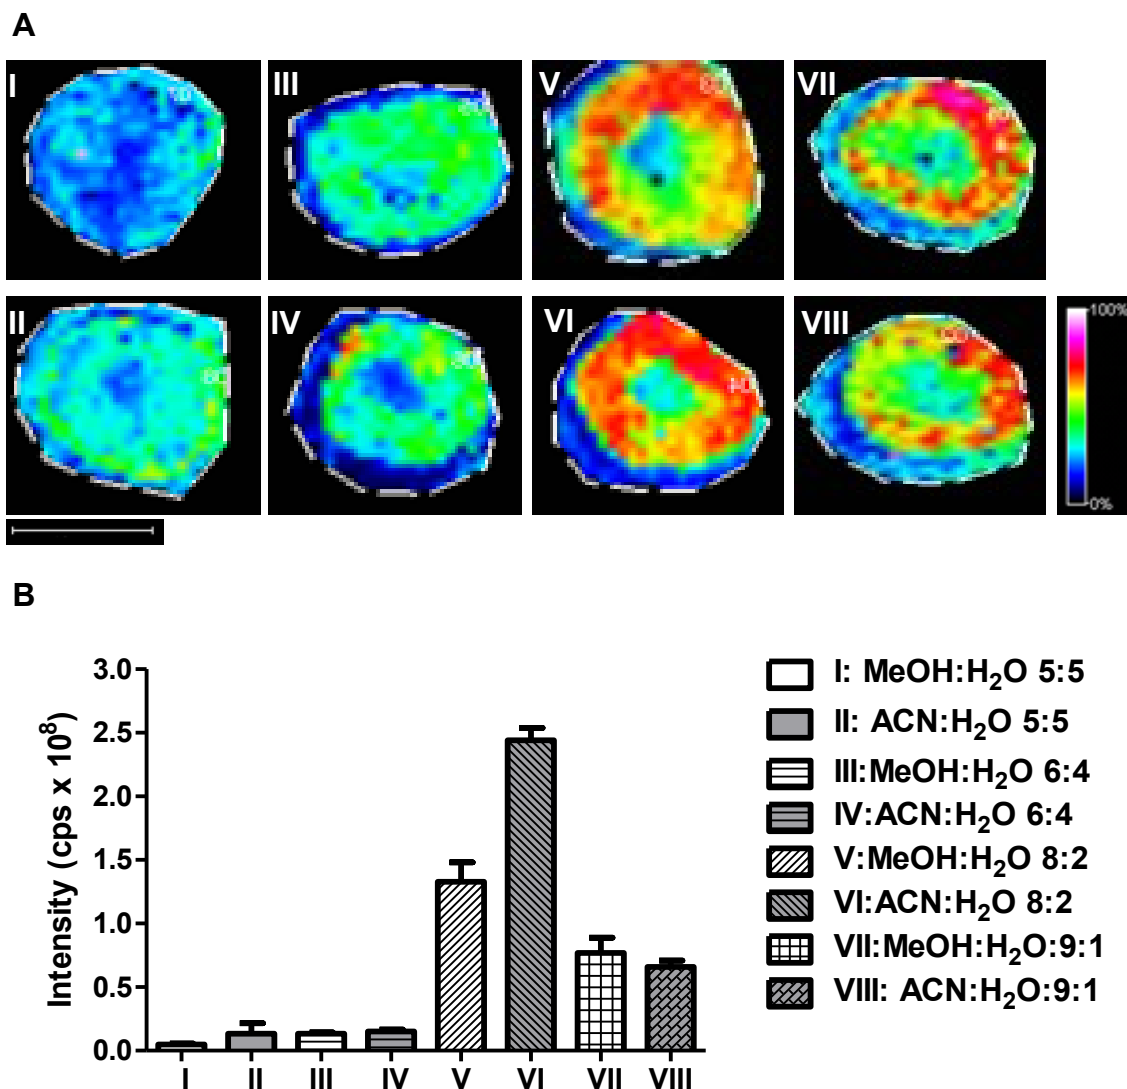 A
I
III
V
VII
II
IV
VI
VIII
100%
0%
B
Intensity (cps x 10⁸)
3.0
2.5
2.0
1.5
1.0
0.5
0.0
I II III IV V VI VII VIII
I: MeOH:H₂O 5:5
II: ACN:H₂O 5:5
III:MeOH:H₂O 6:4
IV:ACN:H₂O 6:4
V:MeOH:H₂O 8:2
VI:ACN:H₂O 8:2
VII:MeOH:H₂O:9:1
VIII: ACN:H₂O:9:1